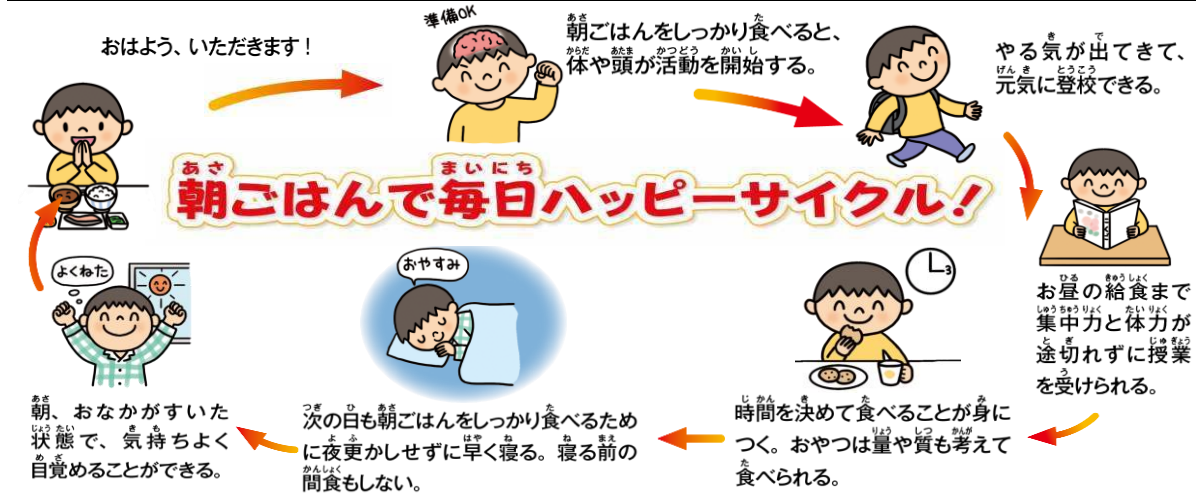 おはよう、いただきます！
準備OK
朝ごはんをしっかり食べると、
体や頭が活動を開始する。
やる気が出てきて、
元気に登校できる。
朝ごはんで毎日ハッピーサイクル！
お昼の給食まで
集中力と体力が
途切れずに授業
を受けられる。
3
時間を決めて食べることが身に
つく。おやつは量や質も考えて
食べられる。
おやすみ
次の日も朝ごはんをしっかり食べるため
に夜更かしせずに早く寝る。寝る前の
間食もしない。
よくねた
朝、おなかがすいた
状態で、気持ちよく
目覚めることができる。